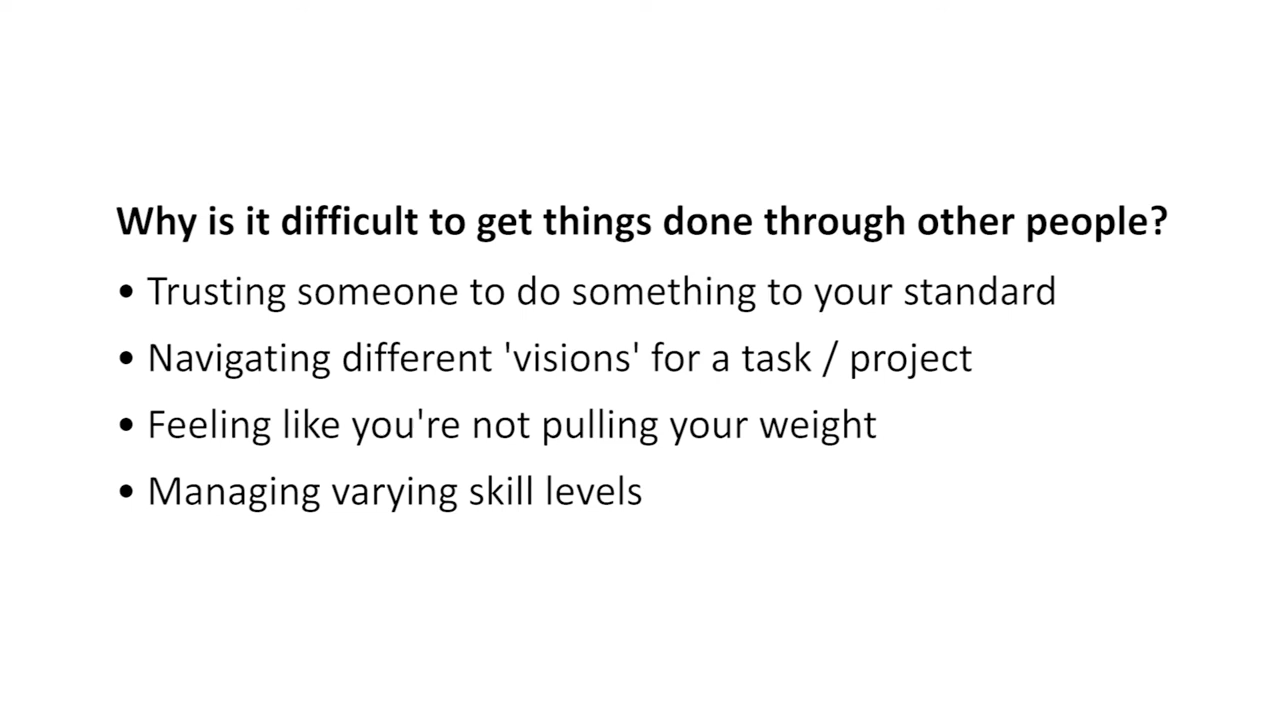 Why is it difficult to get things done through other people?
• Trusting someone to do something to your standard
• Navigating different 'visions' for a task / project
• Feeling like you're not pulling your weight
• Managing varying skill levels